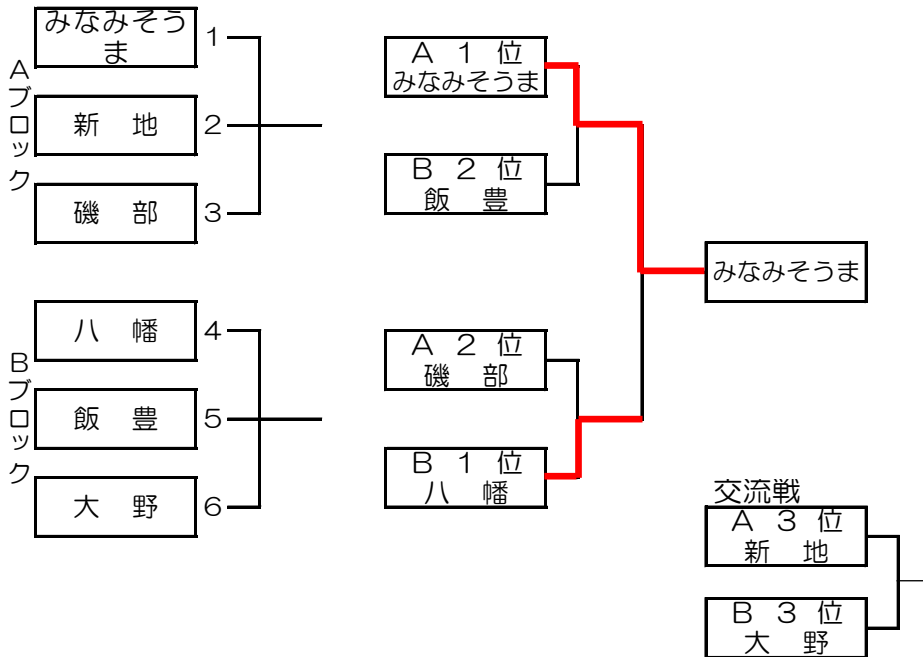 Aブロック
みなみそう
ま
1
新 地
2
磯 部
3
Bブロック
八 幡
4
飯 豊
5
大 野
6
A 1 位
みなみそうま
B 2 位
飯 豊
A 2 位
磯 部
B 1 位
八 幡
みなみそうま
交流戦
A 3 位
新 地
B 3 位
大 野